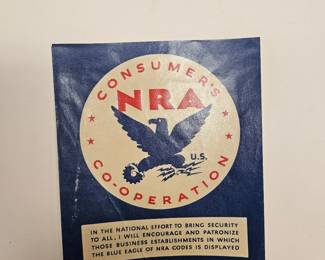 CONSUMER'S
NRA
U.S.
CO-OPERATION
IN THE NATIONAL EFFORT TO BRING SECURITY
TO ALL, I WILL ENCOURAGE AND PATRONIZE
THOSE BUSINESS ESTABLISHMENTS IN WHICH
THE BLUE EAGLE OF NRA CODES IS DISPLAYED